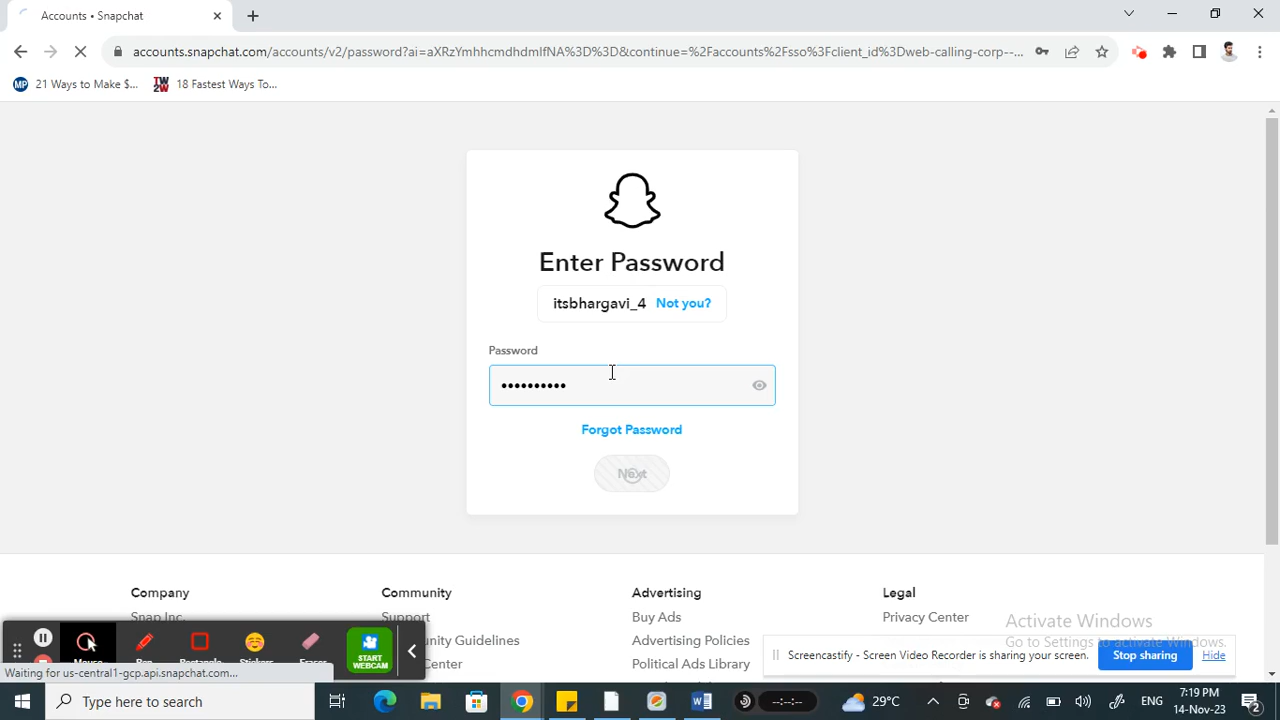 Accounts • Snapchat
accounts.snapchat.com/accounts/v2/password?ai=aXRzYmhhcmdhdmlfNA%3D%3D&continue=%2Faccounts%2Fsso%3Fclient_id%3Dweb-calling-corp--...
21 Ways to Make $...
18 Fastest Ways To...
Enter Password
itsbhargavi_4 Not you?
Password
••••••••••
Forgot Password
Next
Company
Community
Advertising
Legal
Snap Inc.
Support
Buy Ads
Privacy Center
Activate Windows
Go to Settings to activate Windows.
Guidelines
Advertising Policies
Center
Political Ads Library
Mouse
Pen
Rectangle
Stickers
Eraser
START
WEBCAM
Screencastify - Screen Video Recorder is sharing your screen.
Stop sharing
Hide
Waiting for us-central1-gcp.api.snapchat.com...
Type here to search
--:--:--
29°C
ENG
7:19 PM
14-Nov-23
2